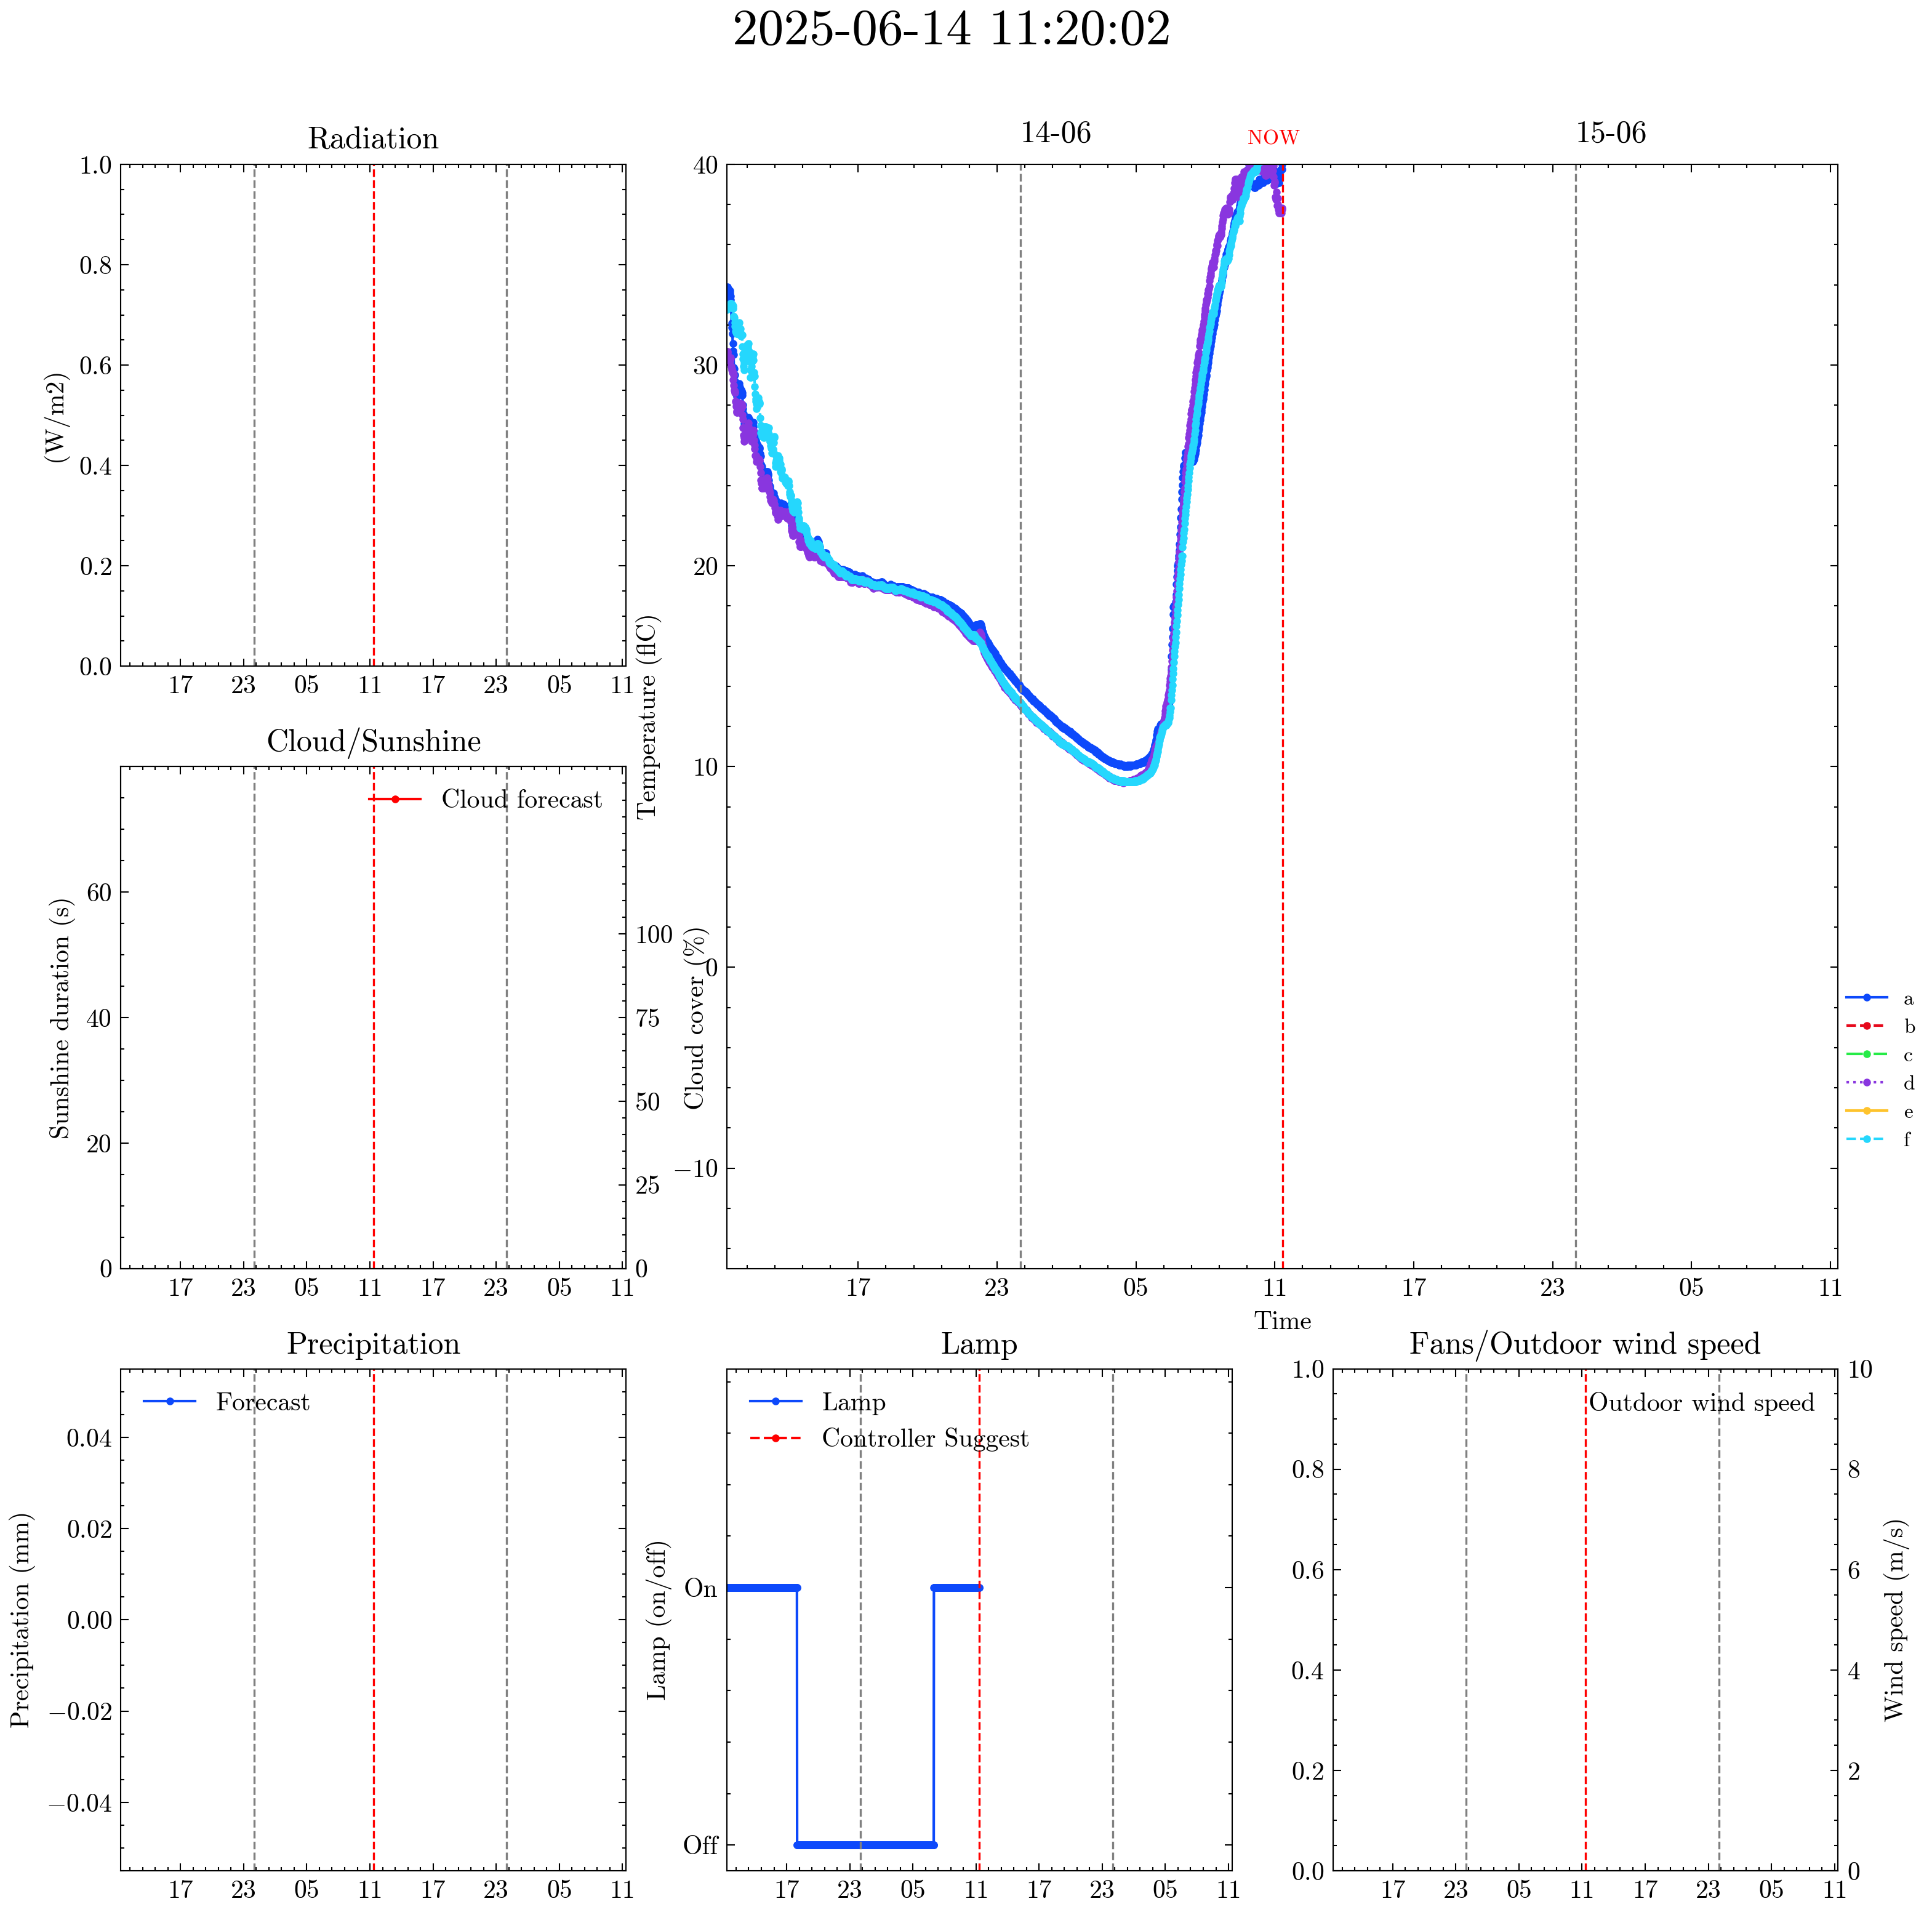 2025-06-14 11:20:02
Radiation
1.0
0.8
0.6
0.4
0.2
0.0
(W/m2)
17 23 05 11 17 23 05 11
14-06
NOW
15-06
40
30
20
10
0
−10
Temperature (flC)
17 23 05 11 17 23 05 11
Time
a
b
c
d
e
f
Cloud/Sunshine
Cloud forecast
60
40
20
0
Sunshine duration (s)
100
75
50
25
0
Cloud cover (%)
17 23 05 11 17 23 05 11
Precipitation
Forecast
0.04
0.02
0.00
−0.02
−0.04
Precipitation (mm)
17 23 05 11 17 23 05 11
Lamp
Lamp
Controller Suggest
On
Off
Lamp (on/off)
17 23 05 11 17 23 05 11
Fans/Outdoor wind speed
Outdoor wind speed
1.0
0.8
0.6
0.4
0.2
0.0
10
8
6
4
2
0
Wind speed (m/s)
17 23 05 11 17 23 05 11